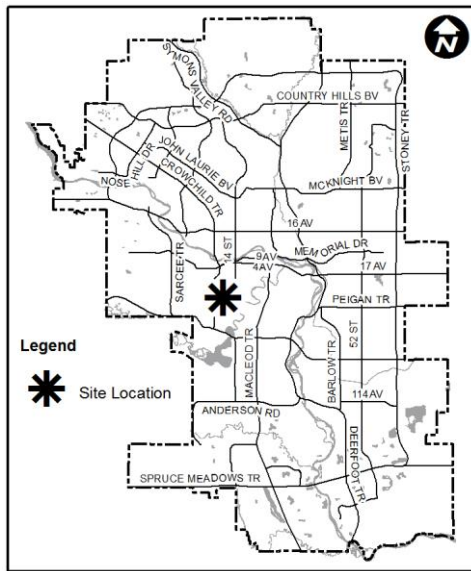 N
SYMONS
VALLEY RD
COUNTRY HILLS BV
METIS TR
STONEY TR
JOHN LAURIE BV
CROWCHILD TR
NOSE HILL DR
MCKNIGHT BV
16 AV
SARCEE TR
14 ST
MEMORIAL DR
9 AV
4 AV
17 AV
PEIGAN TR
52 ST
MACLEOD TR
BARLOW TR
114 AV
ANDERSON RD
DEERFOOT TR
SPRUCE MEADOWS TR
Legend
Site Location